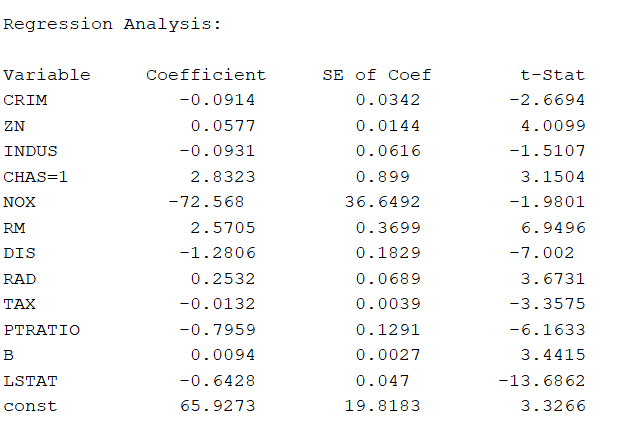 Regression Analysis:
Variable Coefficient SE of Coef t-Stat
CRIM -0.0914 0.0342 -2.6694
ZN 0.0577 0.0144 4.0099
INDUS -0.0931 0.0616 -1.5107
CHAS=1 2.8323 0.899 3.1504
NOX -72.568 36.6492 -1.9801
RM 2.5705 0.3699 6.9496
DIS -1.2806 0.1829 -7.002
RAD 0.2532 0.0689 3.6731
TAX -0.0132 0.0039 -3.3575
PTRATIO -0.7959 0.1291 -6.1633
B 0.0094 0.0027 3.4415
LSTAT -0.6428 0.047 -13.6862
const 65.9273 19.8183 3.3266